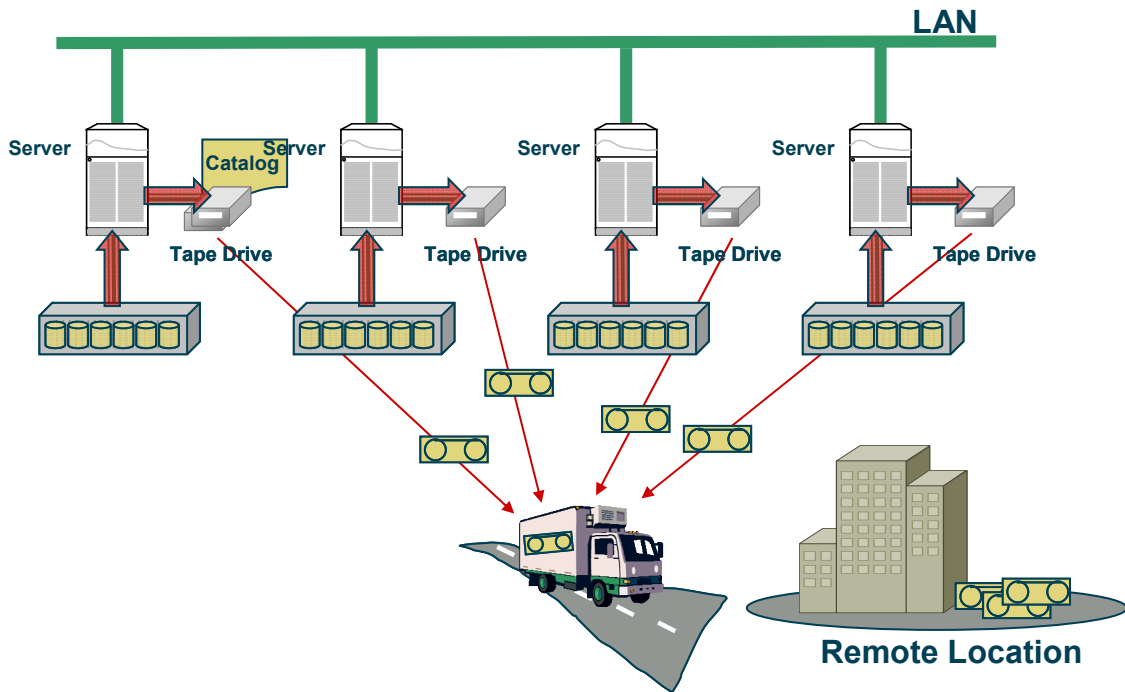 LAN
Server
Catalog
Server
Server
Server
Tape Drive
Tape Drive
Tape Drive
Tape Drive
Remote Location